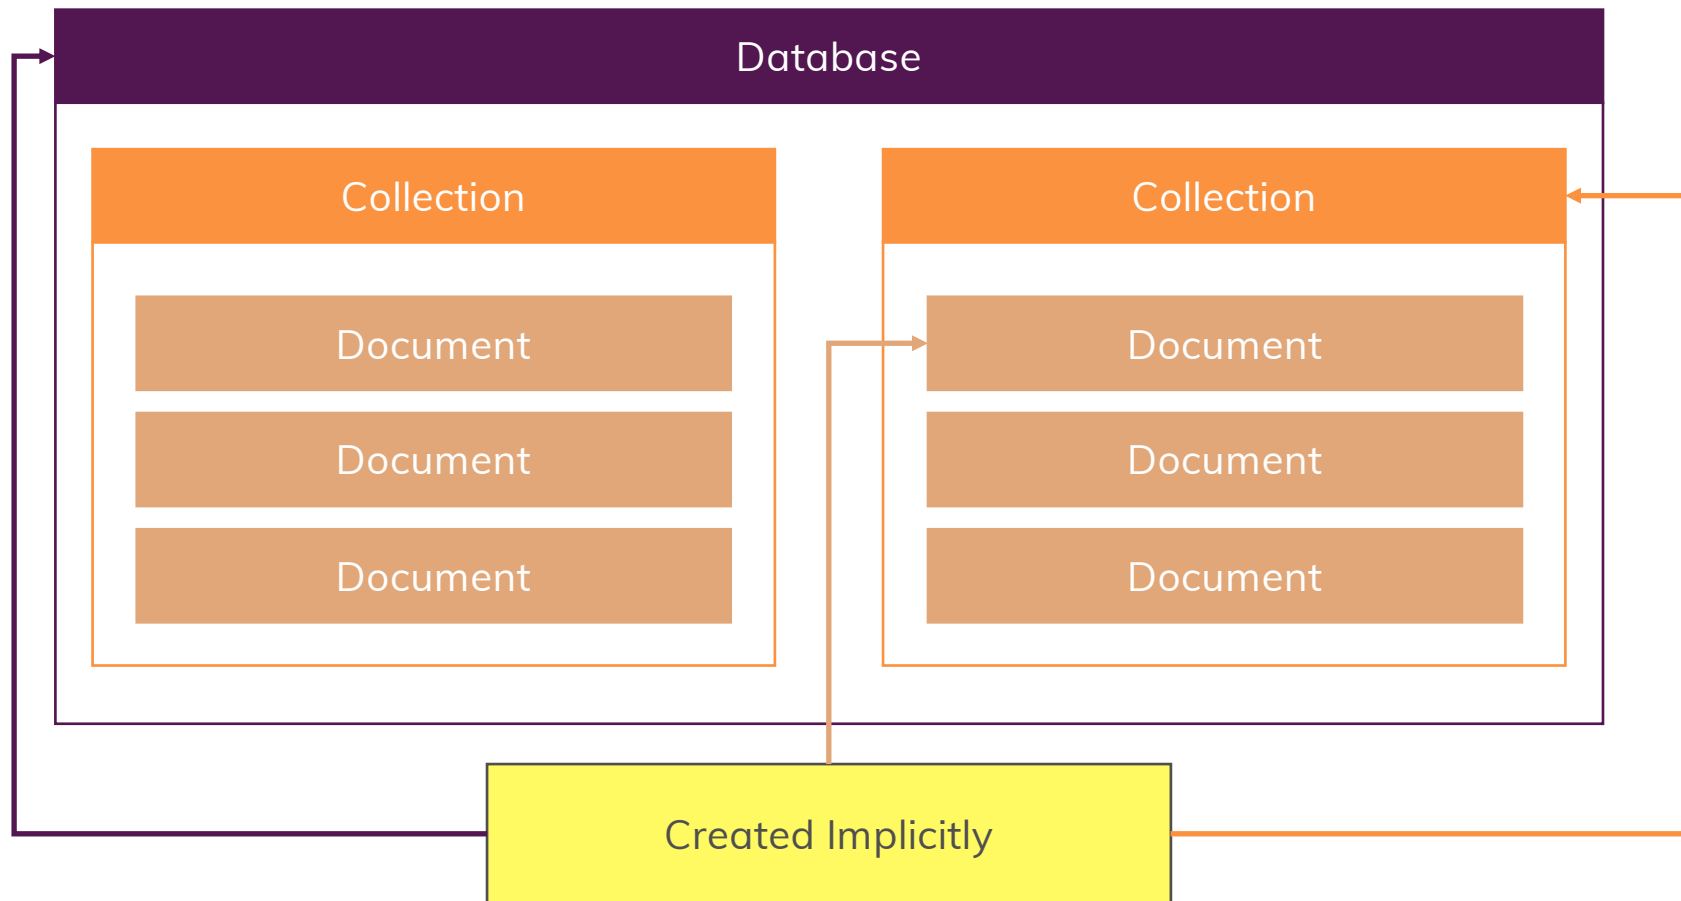 Database
Collection
Document
Document
Document
Collection
Document
Document
Document
Created Implicitly